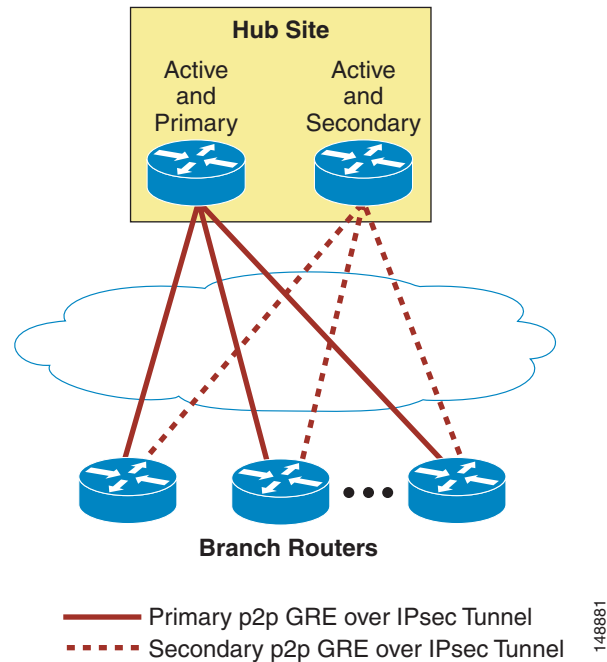 Hub Site
Active
and
Primary
Active
and
Secondary
Branch Routers
Primary p2p GRE over IPsec Tunnel
Secondary p2p GRE over IPsec Tunnel
148881